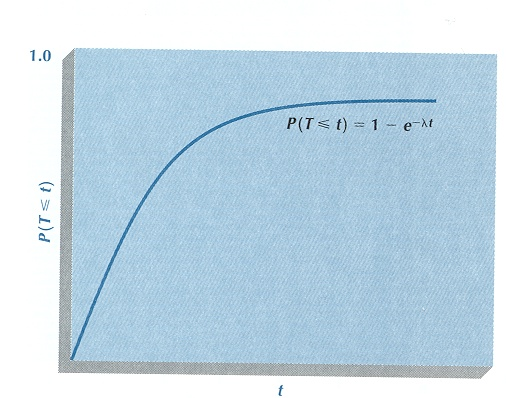 1.0
P(T ≤ t) = 1 − e^−λt
P(T ≤ t)
t